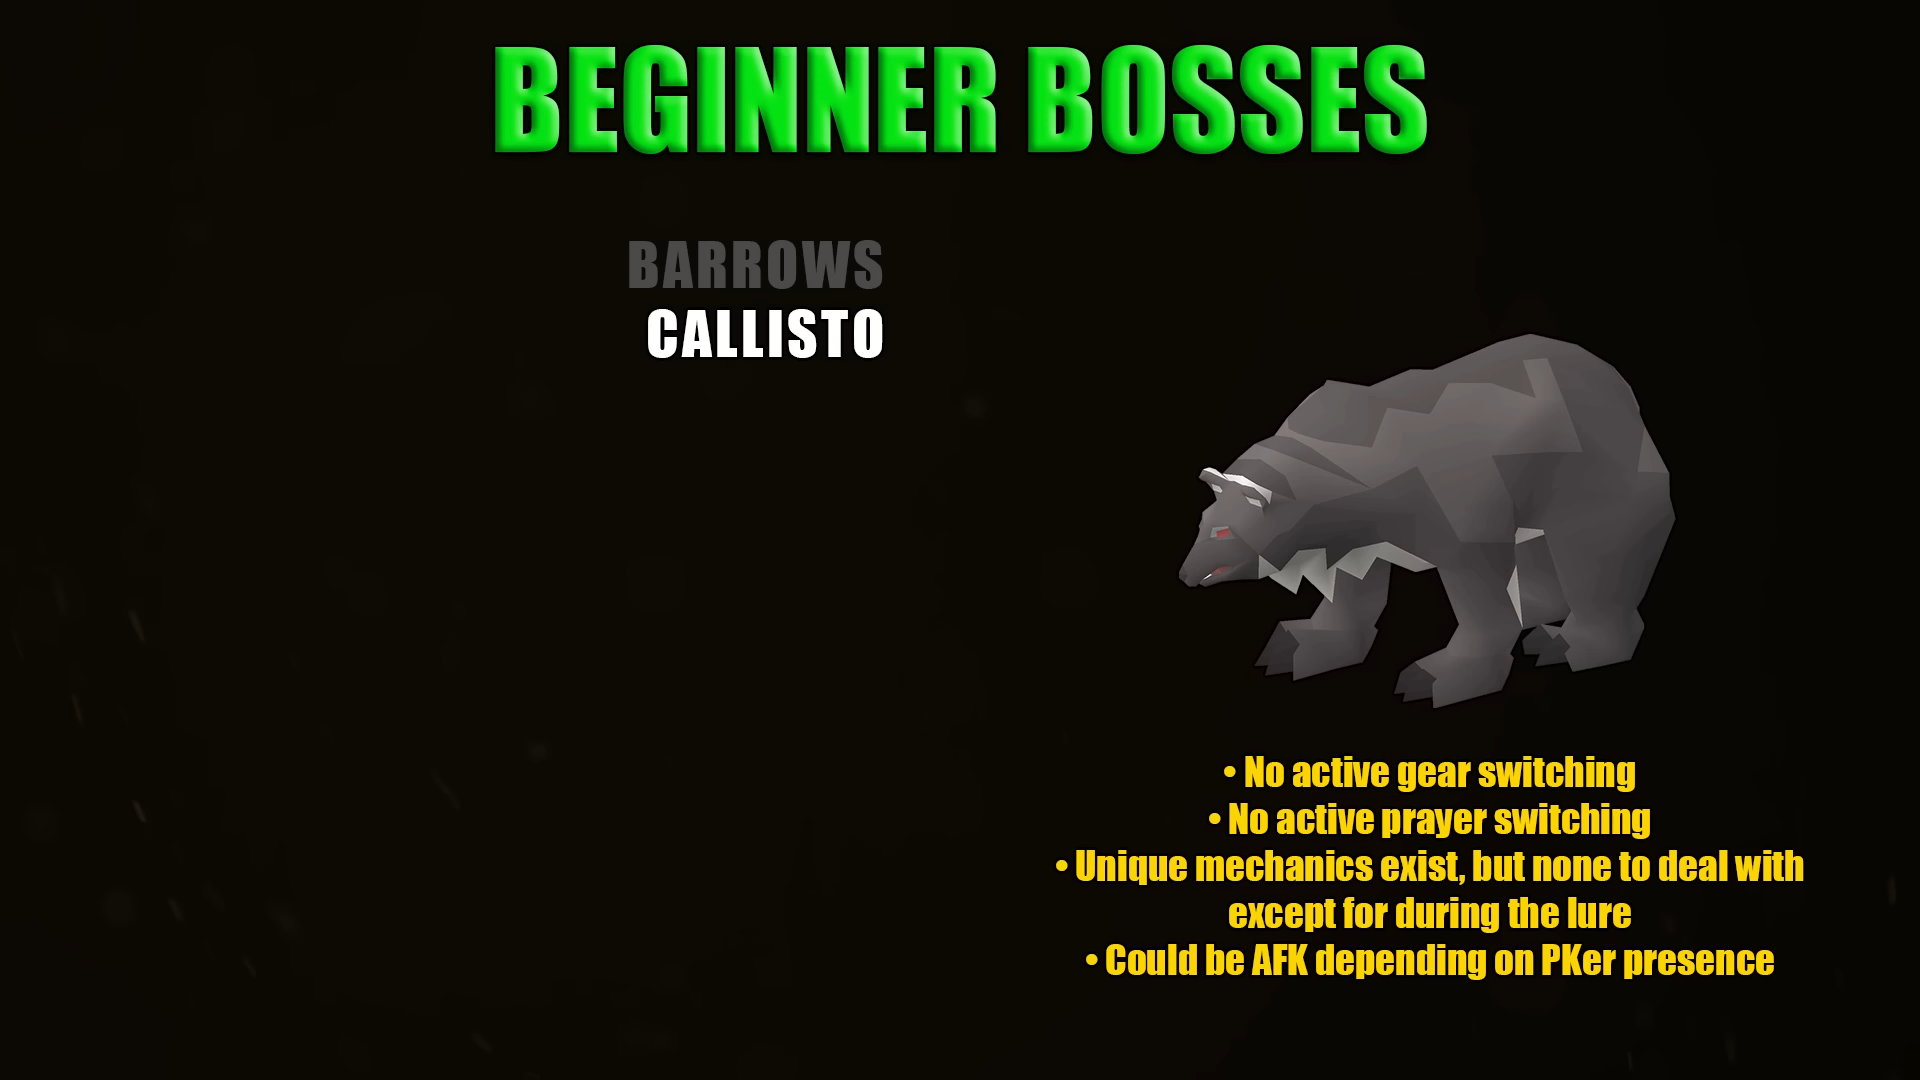 BEGINNER BOSSES
BARROWS
CALLISTO
• No active gear switching
• No active prayer switching
• Unique mechanics exist, but none to deal with
except for during the lure
• Could be AFK depending on PKer presence